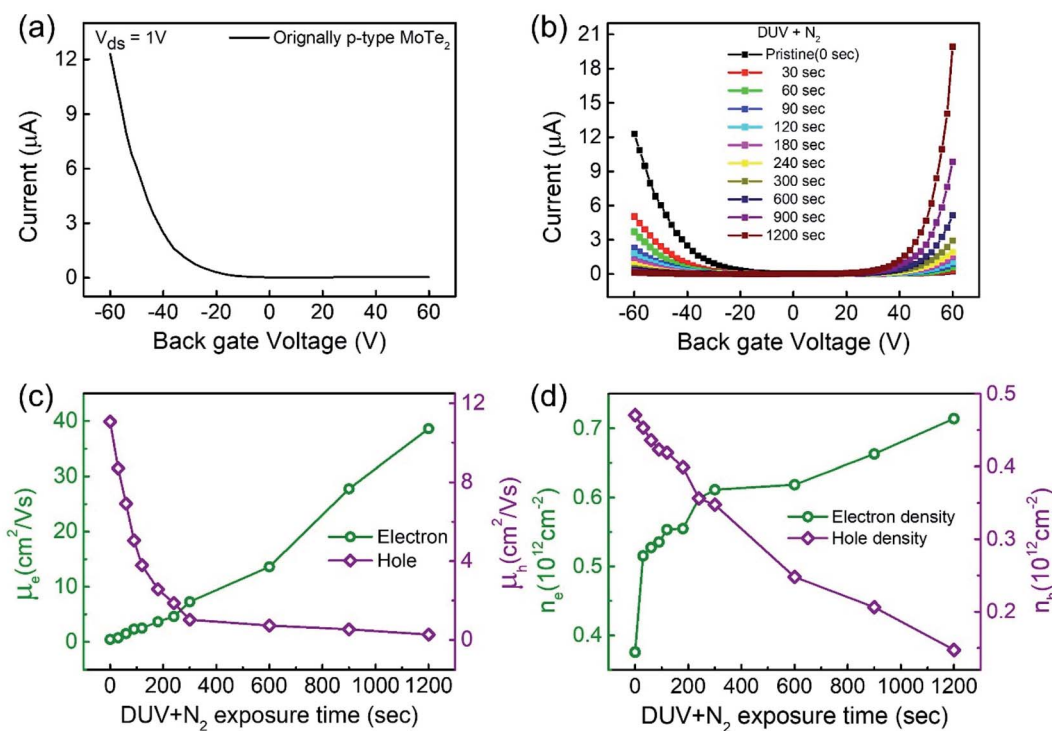 (a)
V_ds = 1V
Orignally p-type MoTe₂
12
9
6
3
0
Current (μA)
-60 -40 -20 0 20 40 60
Back gate Voltage (V)
(b)
DUV + N₂
Pristine(0 sec)
30 sec
60 sec
90 sec
120 sec
180 sec
240 sec
300 sec
600 sec
900 sec
1200 sec
24
21
18
15
12
9
6
3
0
Current (μA)
-60 -40 -20 0 20 40 60
Back gate Voltage (V)
(c)
40
30
20
10
0
μₑ(cm²/Vs)
Electron
Hole
12
8
4
0
μₕ(cm²/Vs)
0 200 400 600 800 1000 1200
DUV+N₂ exposure time (sec)
(d)
0.7
0.6
0.5
0.4
nₑ(10¹²cm⁻²)
Electron density
Hole density
0.5
0.4
0.3
0.2
nₕ(10¹²cm⁻²)
0 200 400 600 800 1000 1200
DUV+N₂ exposure time (sec)